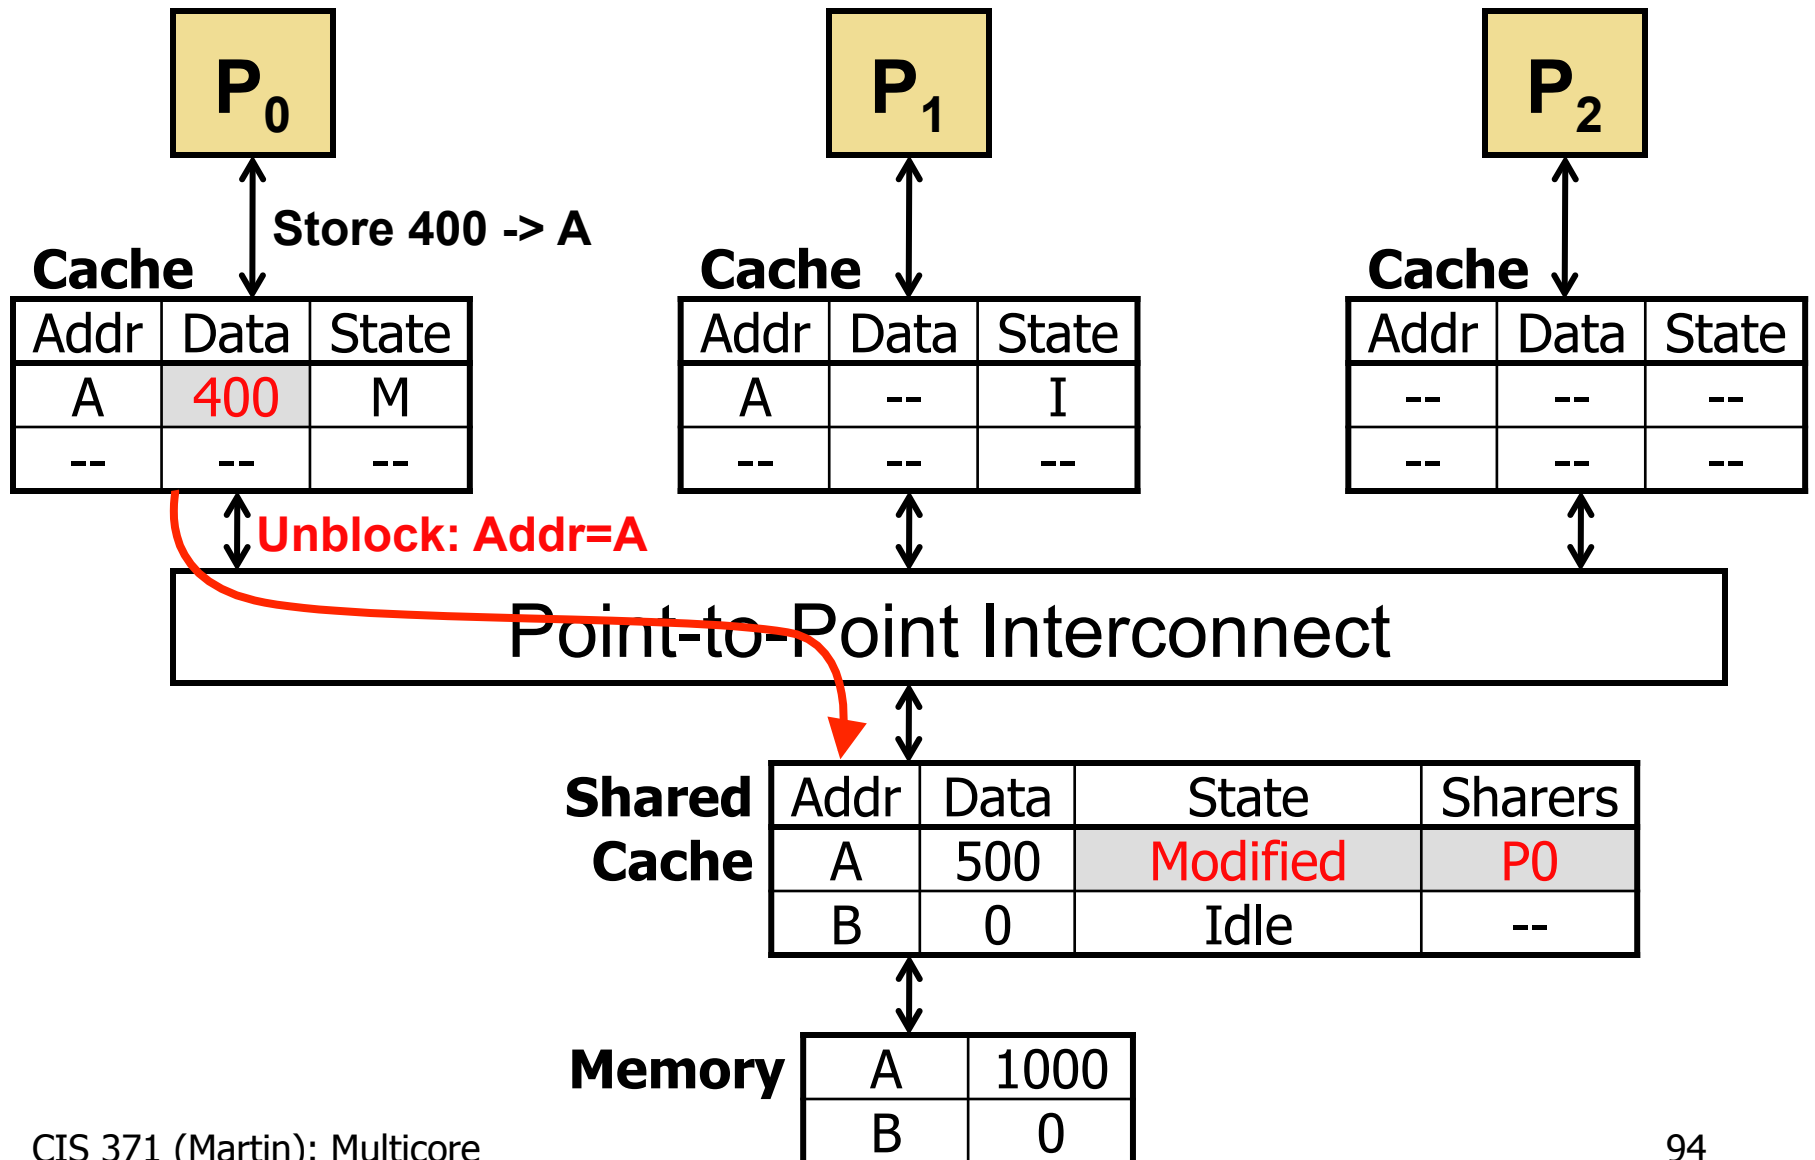 P0 P1 P2
Store 400 -> A
Cache Cache Cache
Addr Data State Addr Data State Addr Data State
A 400 M A -- I -- -- --
-- -- -- -- -- -- -- -- --
Unblock: Addr=A
Point-to-Point Interconnect
Shared Addr Data State Sharers
Cache A 500 Modified P0
B 0 Idle --
Memory A 1000
B 0
CIS 371 (Martin): Multicore 94